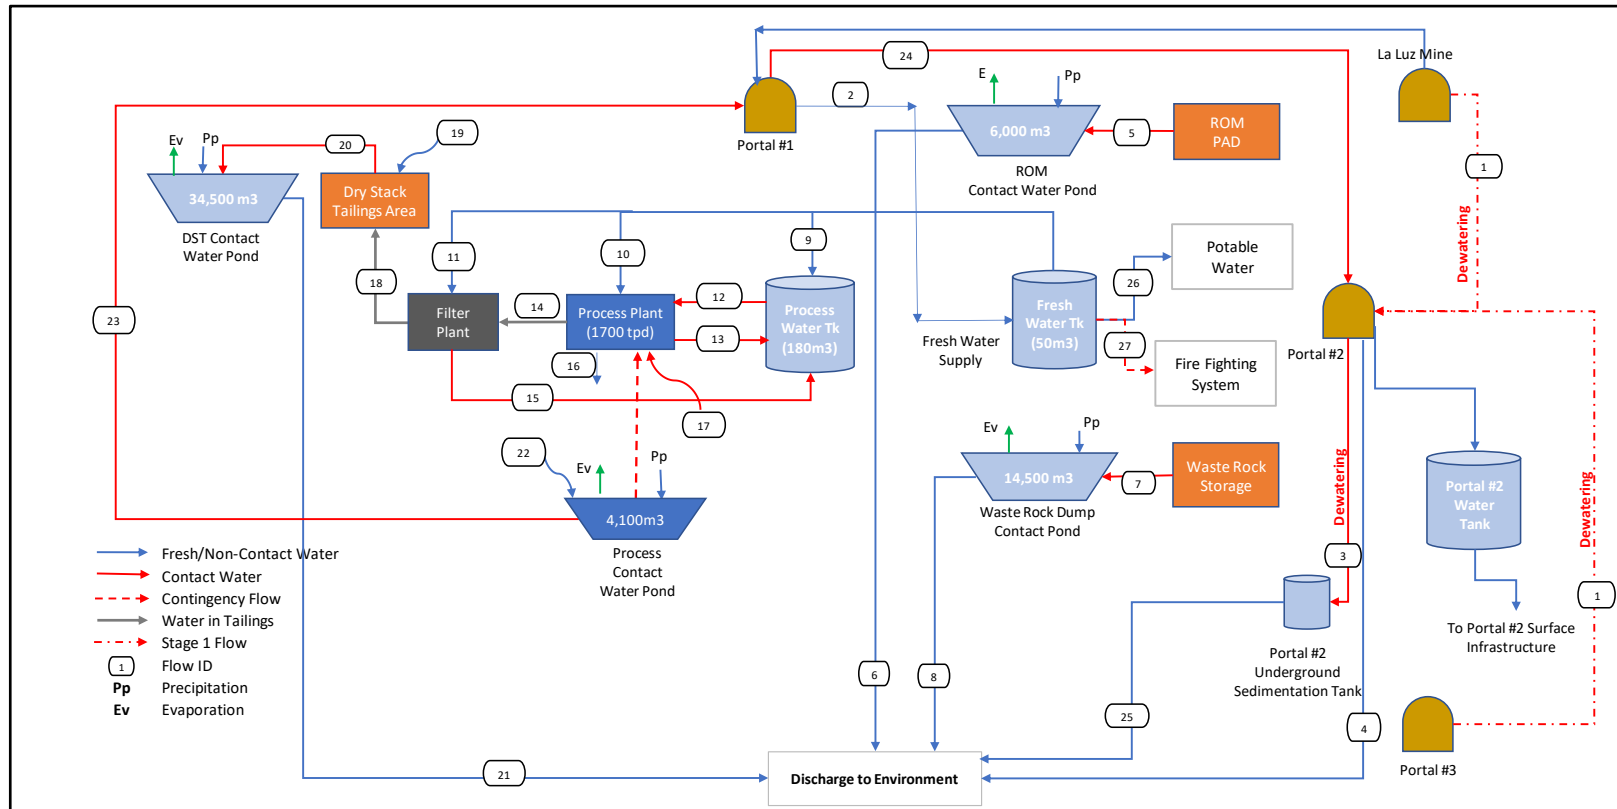 24
La Luz Mine
E
Pp
2
6,000 m3
5
ROM
PAD
Portal #1
ROM
Contact Water Pond
1
Dewatering
Ev
Pp
20
19
34,500 m3
Dry Stack
Tailings Area
DST Contact
Water Pond
11
10
9
Potable
Water
18
14
12
13
26
27
Filter
Plant
Process Plant
(1700 tpd)
Process
Water Tk
(180m3)
Fresh Water
Supply
Fresh
Water Tk
(50m3)
Fire Fighting
System
Portal #2
23
16
15
17
22
Ev
Pp
4,100m3
Process
Contact
Water Pond
Ev
Pp
14,500 m3
7
Waste Rock
Storage
Waste Rock Dump
Contact Pond
Dewatering
Portal #2
Water
Tank
Dewatering
3
1
Portal #2
Underground
Sedimentation Tank
To Portal #2 Surface
Infrastructure
Fresh/Non-Contact Water
Contact Water
Contingency Flow
Water in Tailings
Stage 1 Flow
1 Flow ID
Pp Precipitation
Ev Evaporation
6
8
25
4
21
Discharge to Environment
Portal #3